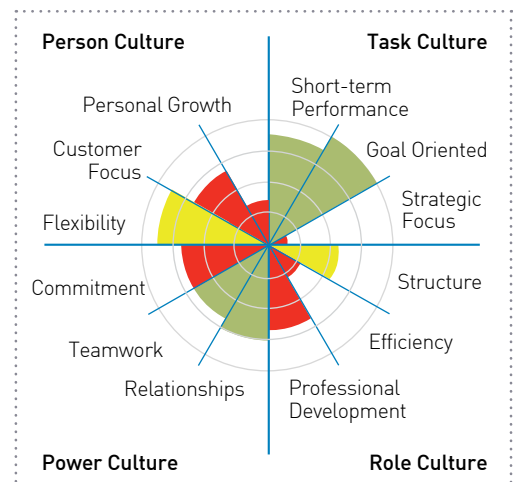 Person Culture
Task Culture
Short-term
Performance
Personal Growth
Goal Oriented
Customer
Focus
Strategic
Focus
Flexibility
Structure
Commitment
Efficiency
Teamwork
Relationships
Professional
Development
Power Culture
Role Culture